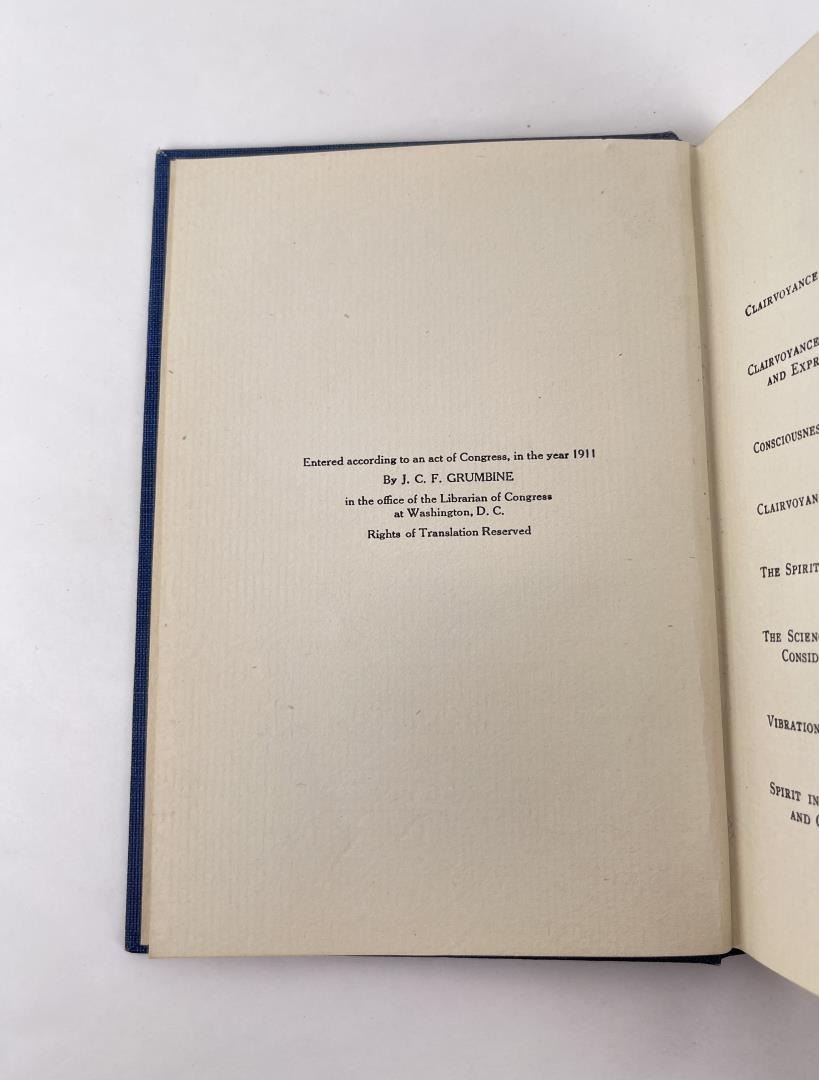 Entered according to an act of Congress, in the year 1911
By J. C. F. GRUMBINE
in the office of the Librarian of Congress
at Washington, D. C.
Rights of Translation Reserved
CLAIRVOYANCE
CLAIRVOYANCE
AND EXPR
CONSCIOUSNES
CLAIRVOYAN
THE SPIRIT
THE SCIEN
CONSID
VIBRATION
SPIRIT IN
AND